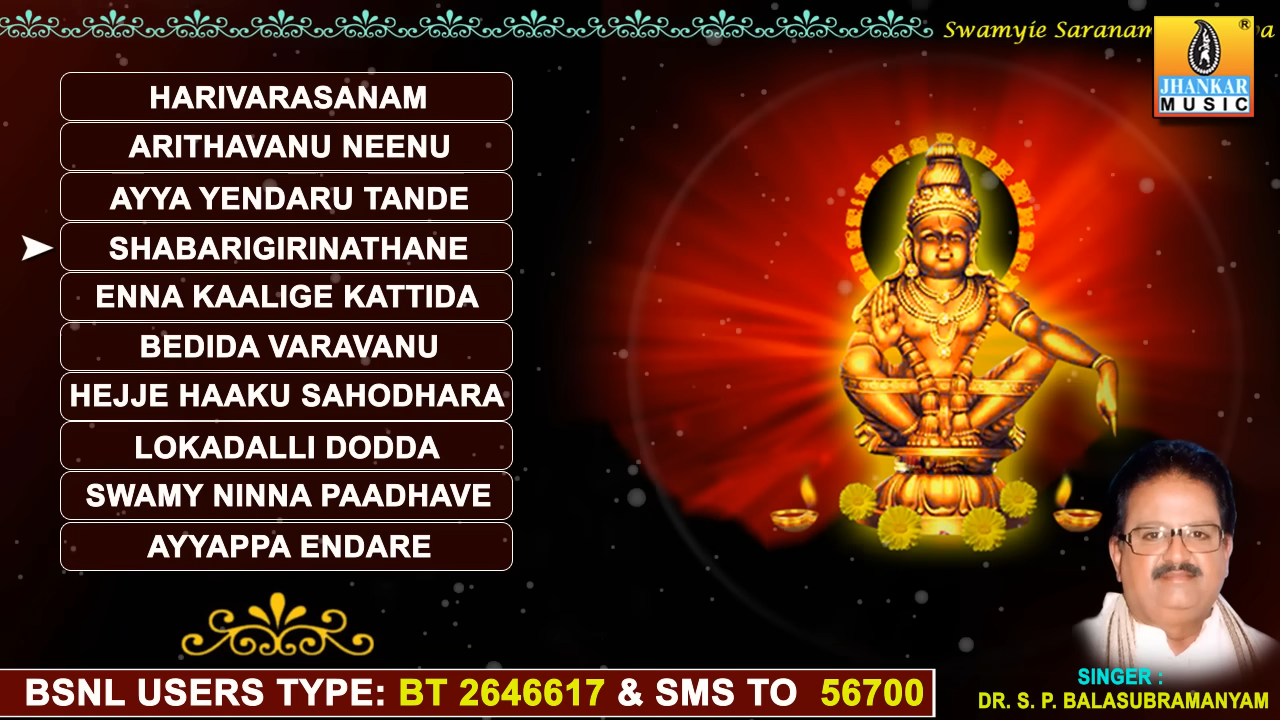 Swamyie Saranam
®
JHANKAR
MUSIC
HARIVARASANAM
ARITHAVANU NEENU
AYYA YENDARU TANDE
SHABARIGIRINATHANE
ENNA KAALIGE KATTIDA
BEDIDA VARAVANU
HEJJE HAAKU SAHODHARA
LOKADALLI DODDA
SWAMY NINNA PAADHAVE
AYYAPPA ENDARE
BSNL USERS TYPE: BT 2646617 & SMS TO 56700
SINGER :
DR. S. P. BALASUBRAMANYAM